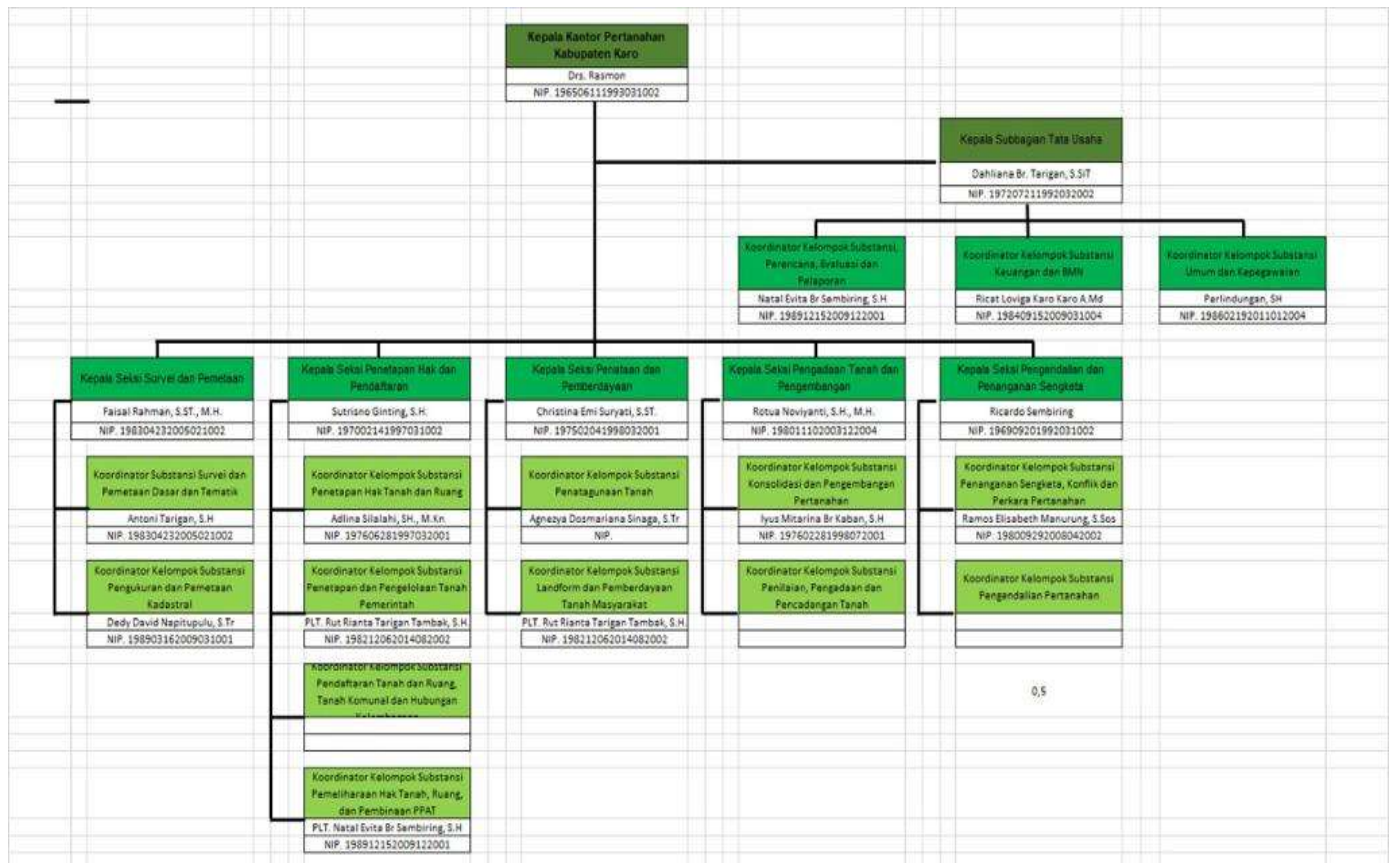 Kepala Kantor Pertanahan
Kabupaten Karo
Drs. Rasmon
NIP. 196506111993031002
Kepala Subbagian Tata Usaha
Dahliana Br. Tarigan, S.SiT
NIP. 197207211992032002
Koordinator Kelompok Substansi,
Perencana, Evaluasi dan
Pelaporan
Natal Evita Br Sembiring, S.H
NIP. 198912152009122001
Koordinator Kelompok Substansi
Keuangan dan BMN
Ricat Loviga Karo Karo A.Md
NIP. 198409152009031004
Koordinator Kelompok Substansi
Umum dan Kepegawaian
Perlindungan, SH
NIP. 198602192011012004
Kepala Seksi Survei dan Pemetaan
Faisal Rahman, S.ST., M.H.
NIP. 198304232005021002
Koordinator Substansi Survei dan
Pemetaan Dasar dan Tematik
Antoni Tarigan, S.H
NIP. 198304232005021002
Koordinator Kelompok Substansi
Pengukuran dan Pemetaan
Kadastral
Dedy David Napitupulu, S.Tr
NIP. 198903162009031001
Kepala Seksi Penetapan Hak dan
Pendaftaran
Sutrisno Ginting, S.H.
NIP. 197002141997031002
Koordinator Kelompok Substansi
Penetapan Hak Tanah dan Ruang
Adlina Silalahi, SH., M.Kn
NIP. 197606281997032001
Koordinator Kelompok Substansi
Penetapan dan Pengelolaan Tanah
Pemerintah
PLT. Rut Rianta Tarigan Tambak, S.H.
NIP. 198212062014082002
Koordinator Kelompok Substansi
Pendaftaran Tanah dan Ruang,
Tanah Komunal dan Hubungan
Kelembagaan
Koordinator Kelompok Substansi
Pemeliharaan Hak Tanah, Ruang,
dan Pembinaan PPAT
PLT. Natal Evita Br Sembiring, S.H
NIP. 198912152009122001
Kepala Seksi Penataan dan
Pemberdayaan
Christina Emi Suryati, S.ST.
NIP. 197502041998032001
Koordinator Kelompok Substansi
Penatagunaan Tanah
Agnezya Dosmariana Sinaga, S.Tr
NIP.
Koordinator Kelompok Substansi
Landform dan Pemberdayaan
Tanah Masyarakat
PLT. Rut Rianta Tarigan Tambak, S.H.
NIP. 198212062014082002
Kepala Seksi Pengadaan Tanah dan
Pengembangan
Rotua Noviyanti, S.H., M.H.
NIP. 198011102003122004
Koordinator Kelompok Substansi
Konsolidasi dan Pengembangan
Pertanahan
Iyus Mitarina Br Kaban, S.H
NIP. 197602281998072001
Koordinator Kelompok Substansi
Penilaian, Pengadaan dan
Pencadangan Tanah
Kepala Seksi Pengendalian dan
Penanganan Sengketa
Ricardo Sembiring
NIP. 196909201992031002
Koordinator Kelompok Substansi
Penanganan Sengketa, Konflik dan
Perkara Pertanahan
Ramos Elisabeth Manurung, S.Sos
NIP. 198009292008042002
Koordinator Kelompok Substansi
Pengendalian Pertanahan
0,5